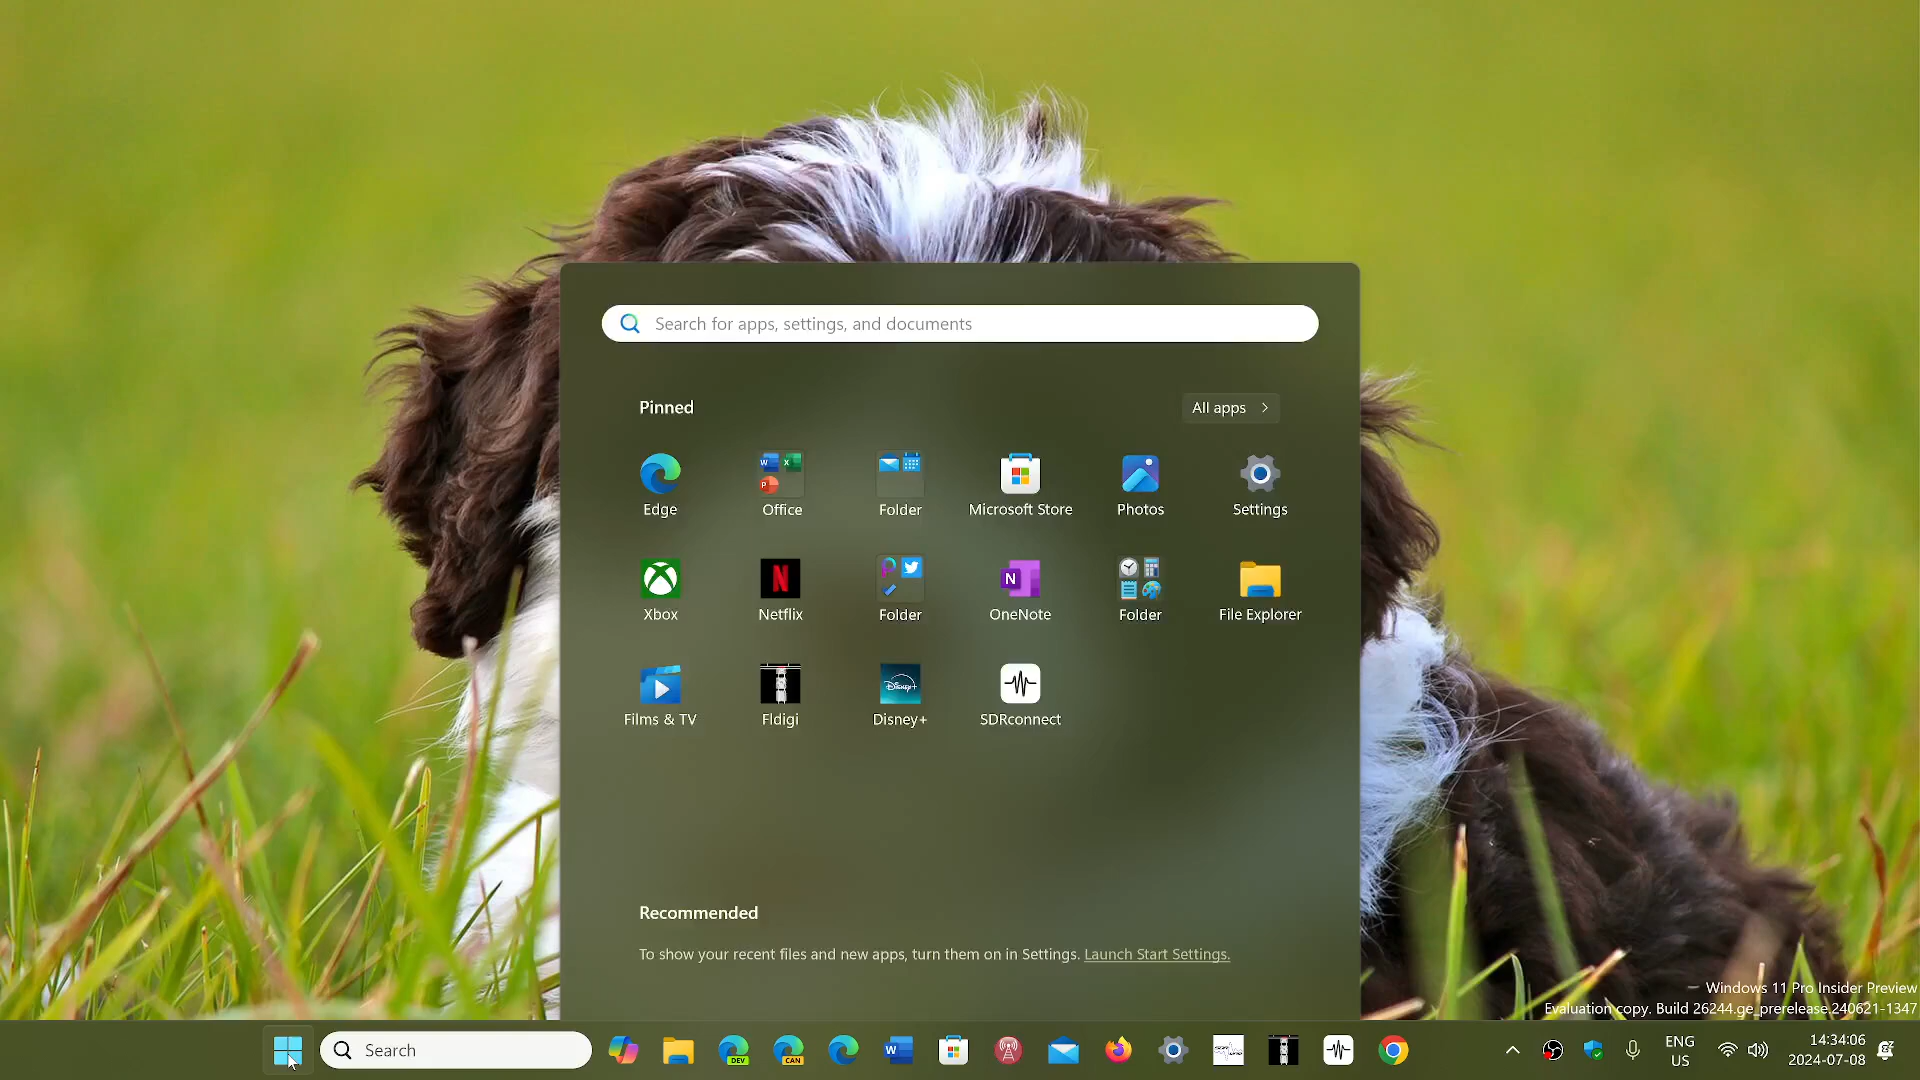 Search for apps, settings, and documents
Pinned
All apps
Edge
Office
Folder
Microsoft Store
Photos
Settings
Xbox
Netflix
Folder
OneNote
Folder
File Explorer
Films & TV
Fldigi
Disney+
SDRconnect
Recommended
To show your recent files and new apps, turn them on in Settings. Launch Start Settings.
Windows 11 Pro Insider Preview
Evaluation copy. Build 26244.ge_prerelease.240621-1347
Search
DEV
CAN
ENG
US
14:34:06
2024-07-08